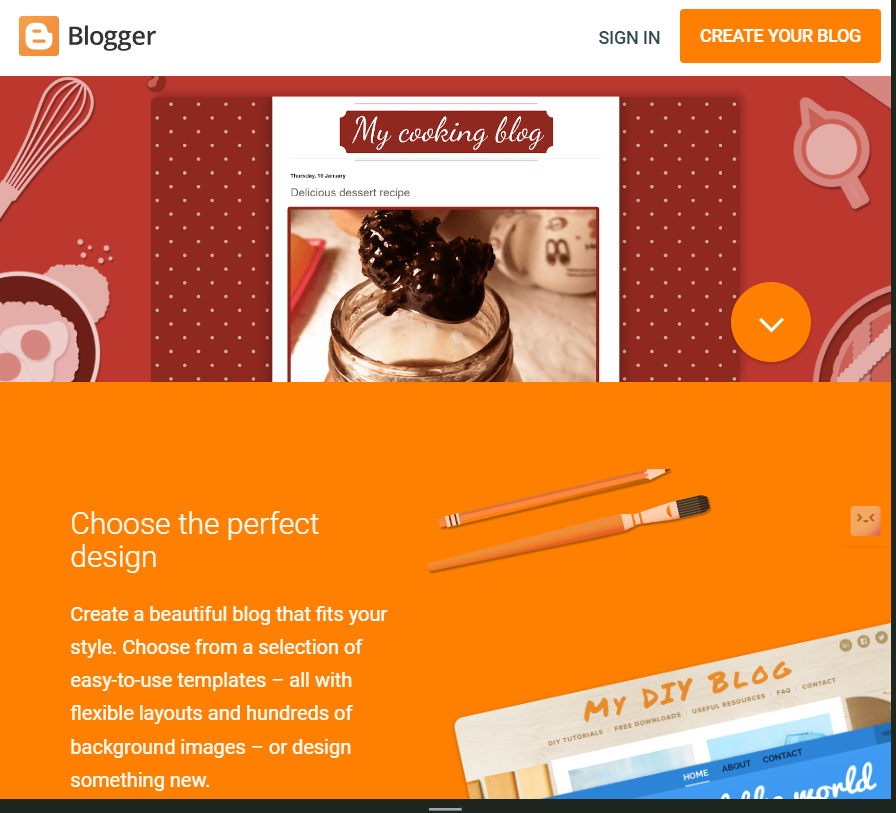 Blogger
SIGN IN
CREATE YOUR BLOG
My cooking blog
Thursday, 16 January
Delicious dessert recipe
Choose the perfect
design
Create a beautiful blog that fits your
style. Choose from a selection of
easy-to-use templates – all with
flexible layouts and hundreds of
background images – or design
something new.
MY DIY BLOG
DIY TUTORIALS | FREE DOWNLOADS | USEFUL RESOURCES | FAQ | CONTACT
HOME ABOUT CONTACT
the world